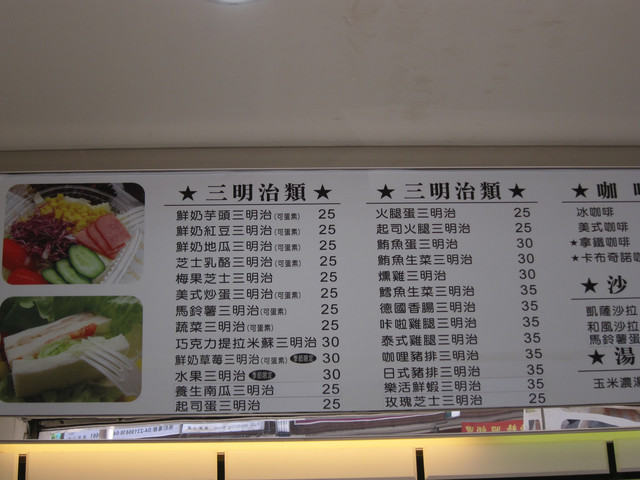 ★ 三明治類 ★
鮮奶芋頭三明治(可蛋素) 25
鮮奶紅豆三明治(可蛋素) 25
鮮奶地瓜三明治(可蛋素) 25
芝士乳酪三明治(可蛋素) 25
梅果芝士三明治 25
美式炒蛋三明治(可蛋素) 25
馬鈴薯三明治(可蛋素) 25
蔬菜三明治(可蛋素) 25
巧克力提拉米蘇三明治 30
鮮奶草莓三明治(可蛋素) 季節限定 30
水果三明治 季節限定 30
養生南瓜三明治 25
起司蛋三明治 25
★ 三明治類 ★
火腿蛋三明治 25
起司火腿三明治 25
鮪魚蛋三明治 30
鮪魚生菜三明治 30
燻雞三明治 30
鱈魚生菜三明治 35
德國香腸三明治 35
咔啦雞腿三明治 35
泰式雞腿三明治 35
咖哩豬排三明治 35
日式豬排三明治 35
樂活鮮蝦三明治 35
玫瑰芝士三明治 25
★ 咖
冰咖啡
美式咖啡
★拿鐵咖啡
★卡布奇諾咖
★ 沙
凱薩沙拉
和風沙拉
馬鈴薯蛋
★ 湯
玉米濃湯